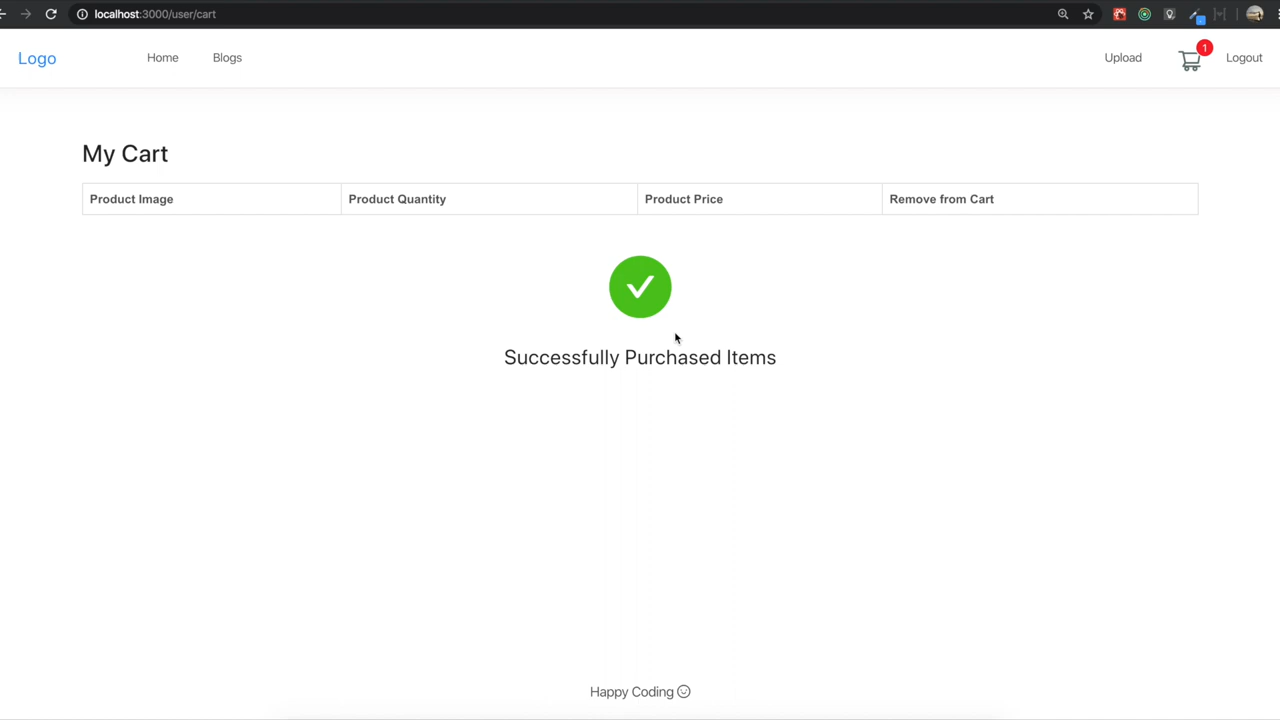 localhost:3000/user/cart
Logo
Home
Blogs
Upload
1
Logout
My Cart
Product Image
Product Quantity
Product Price
Remove from Cart
Successfully Purchased Items
Happy Coding